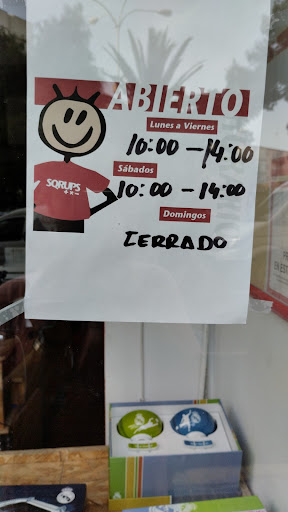 ABIERTO
Lunes a Viernes
10:00 - 14:00
Sábados
10:00 - 14:00
SQRUPS
Domingos
CERRADO